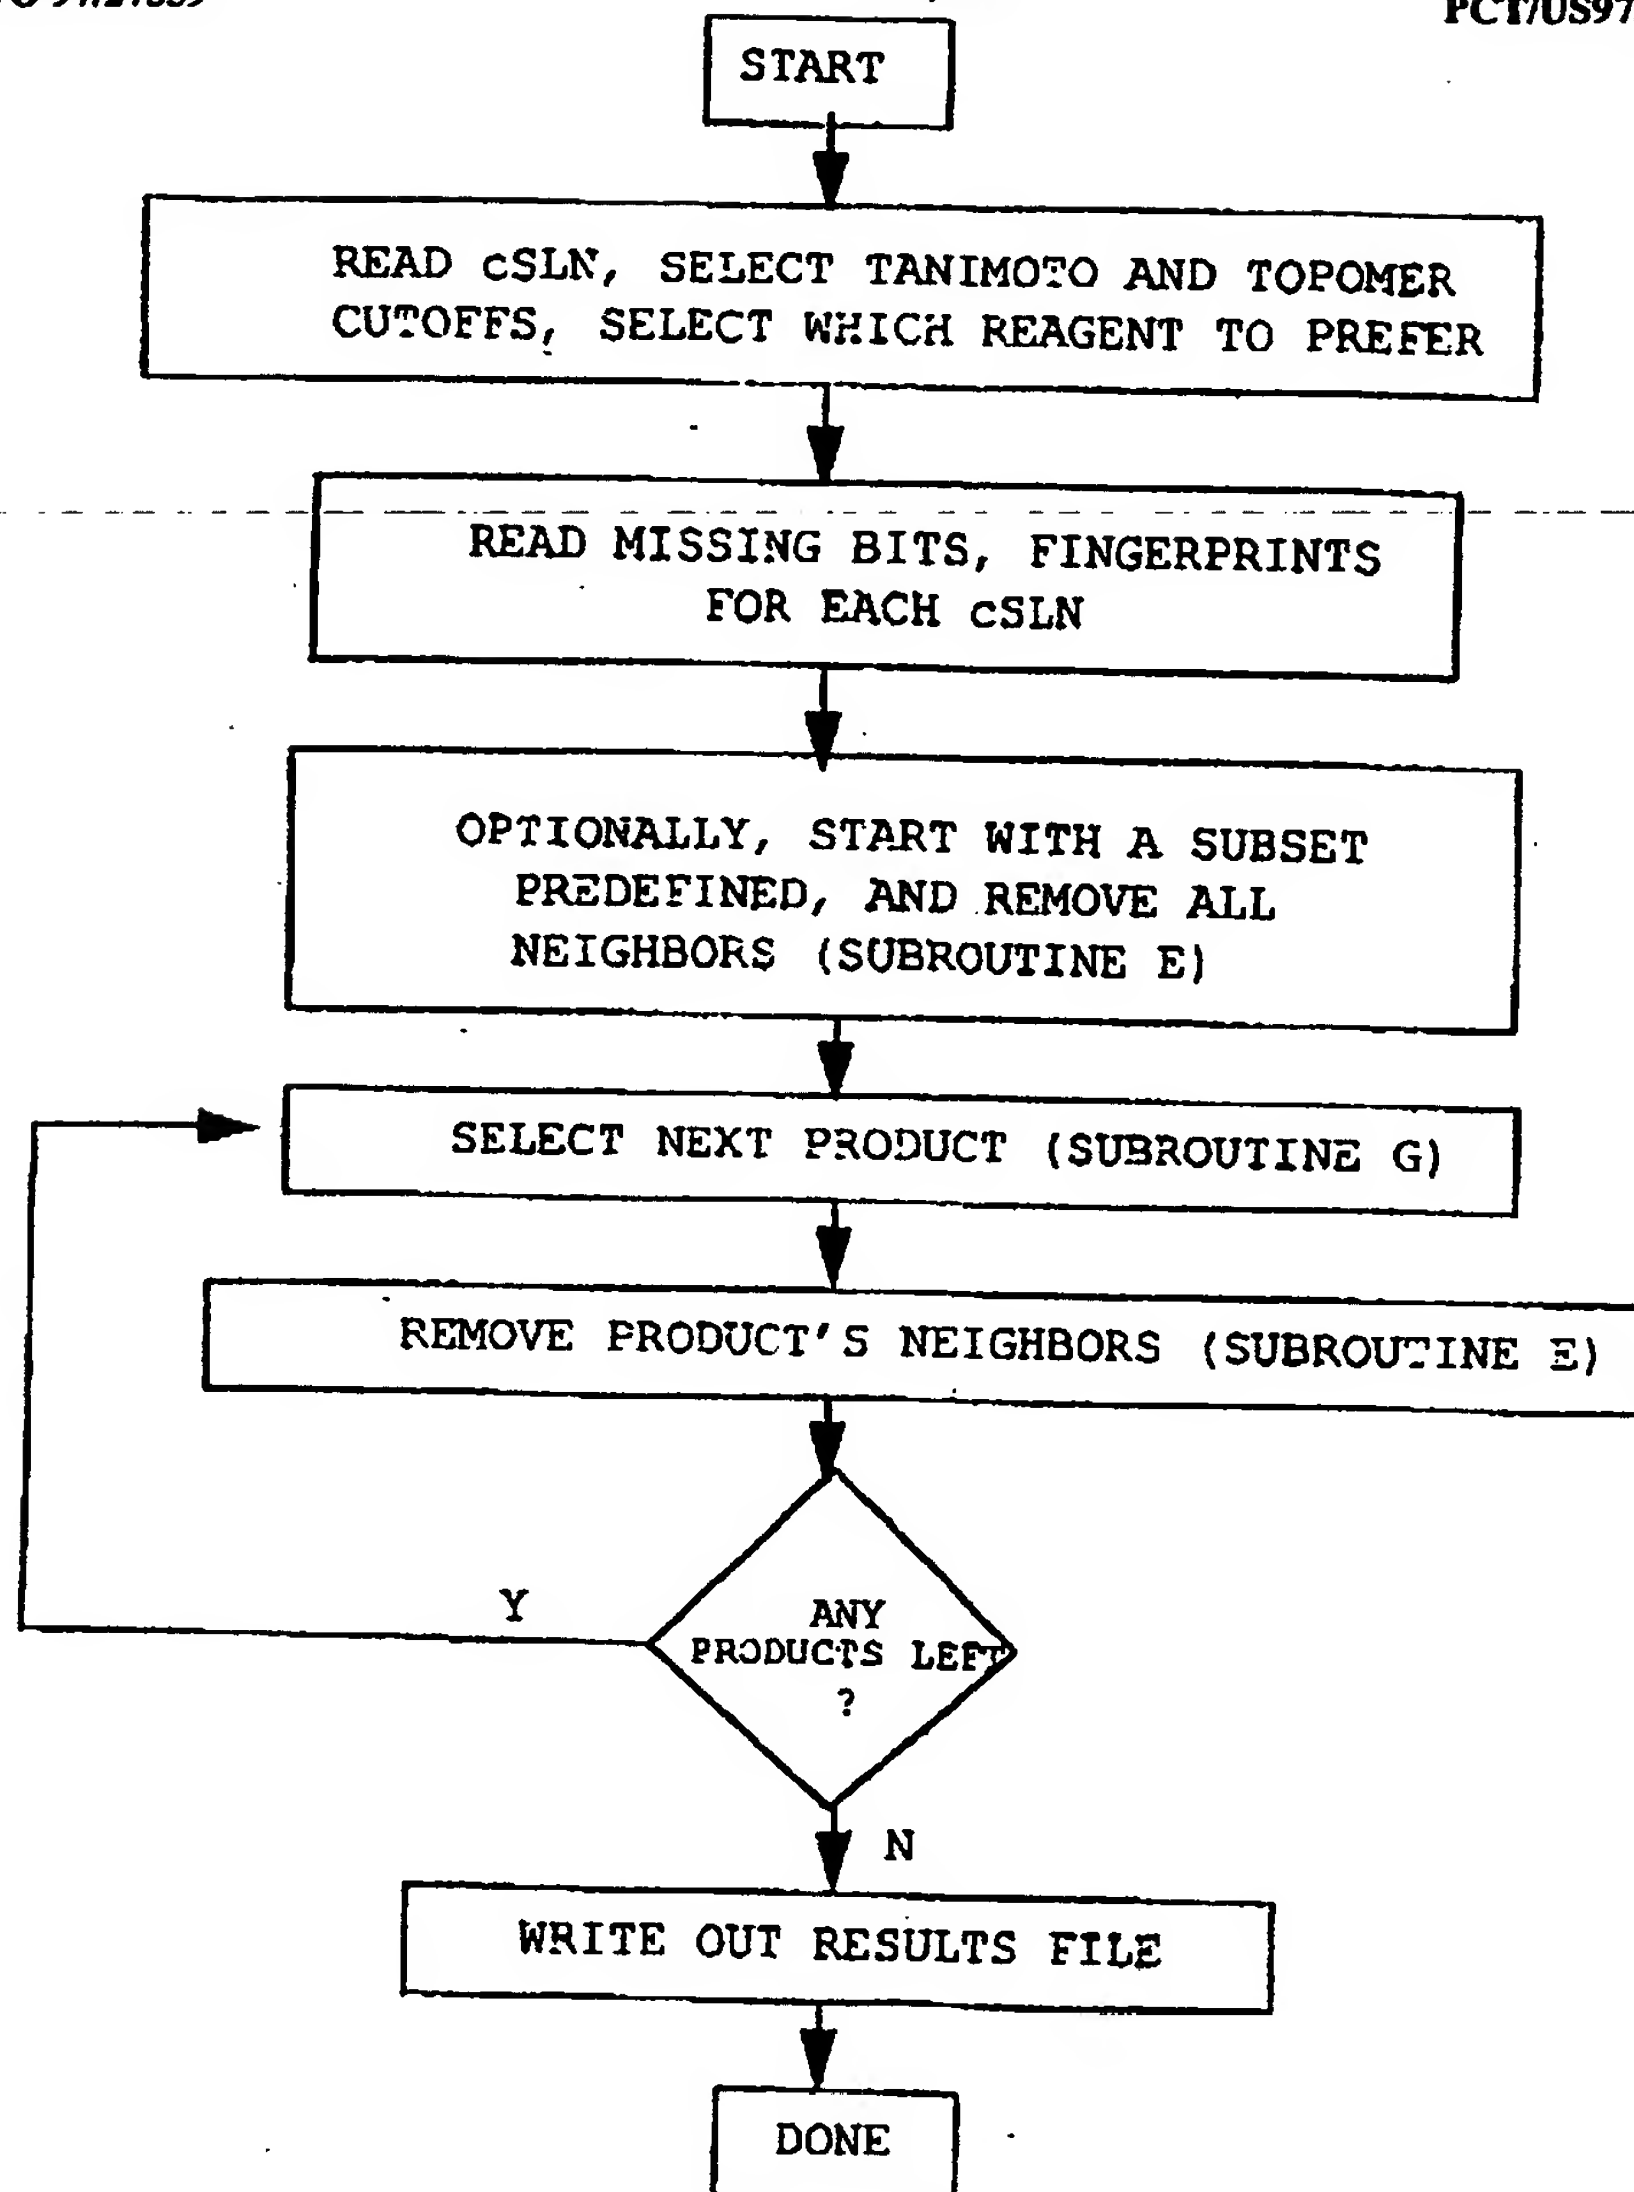 PCT/US97
START
READ cSLN, SELECT TANIMOTO AND TOPOMER
CUTOFFS, SELECT WHICH REAGENT TO PREFER
READ MISSING BITS, FINGERPRINTS
FOR EACH cSLN
OPTIONALLY, START WITH A SUBSET
PREDEFINED, AND REMOVE ALL
NEIGHBORS (SUBROUTINE E)
SELECT NEXT PRODUCT (SUBROUTINE G)
REMOVE PRODUCT'S NEIGHBORS (SUBROUTINE E)
Y
ANY
PRODUCTS LEFT
?
N
WRITE OUT RESULTS FILE
DONE